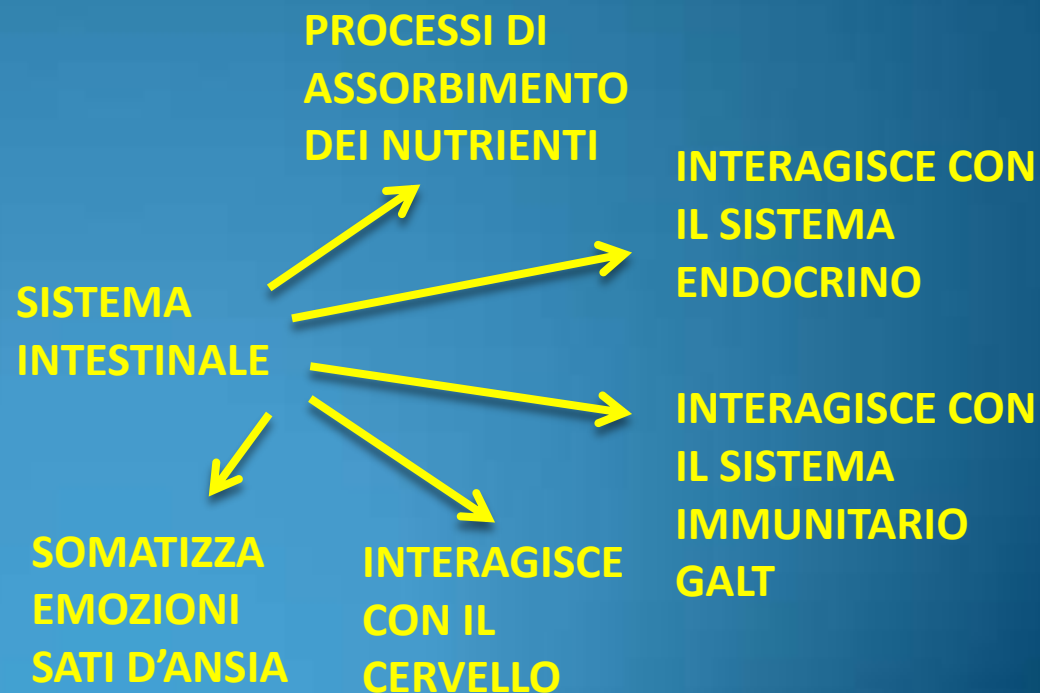 PROCESSI DI
ASSORBIMENTO
DEI NUTRIENTI
INTERAGISCE CON
IL SISTEMA
ENDOCRINO
SISTEMA
INTESTINALE
INTERAGISCE CON
IL SISTEMA
IMMUNITARIO
GALT
SOMATIZZA
EMOZIONI
SATI D'ANSIA
INTERAGISCE
CON IL
CERVELLO